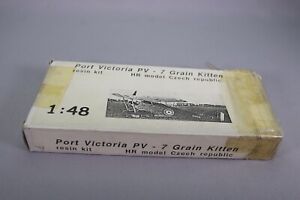 Port Victoria PV - 7 Grain Kitten
resin kit HR model Czech republic
1:48
Port Victoria PV - 7 Grain Kitten
resin kit HR model Czech republic